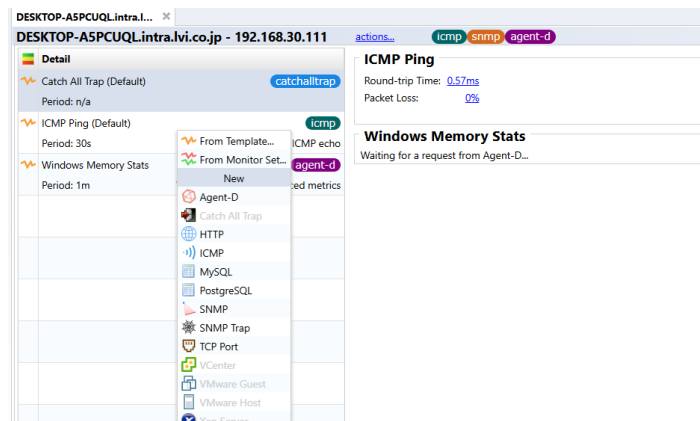 DESKTOP-A5PCUQL.intra.l...
DESKTOP-A5PCUQL.intra.lvi.co.jp - 192.168.30.111 actions... icmp snmp agent-d
Detail
Catch All Trap (Default) catchalltrap
Period: n/a
ICMP Ping (Default) icmp
Period: 30s ICMP echo
Windows Memory Stats agent-d
Period: 1m metrics
From Template...
From Monitor Set...
New
Agent-D
Catch All Trap
HTTP
ICMP
MySQL
PostgreSQL
SNMP
SNMP Trap
TCP Port
VCenter
VMware Guest
VMware Host
Xen Server
ICMP Ping
Round-trip Time: 0.57ms
Packet Loss: 0%
Windows Memory Stats
Waiting for a request from Agent-D...